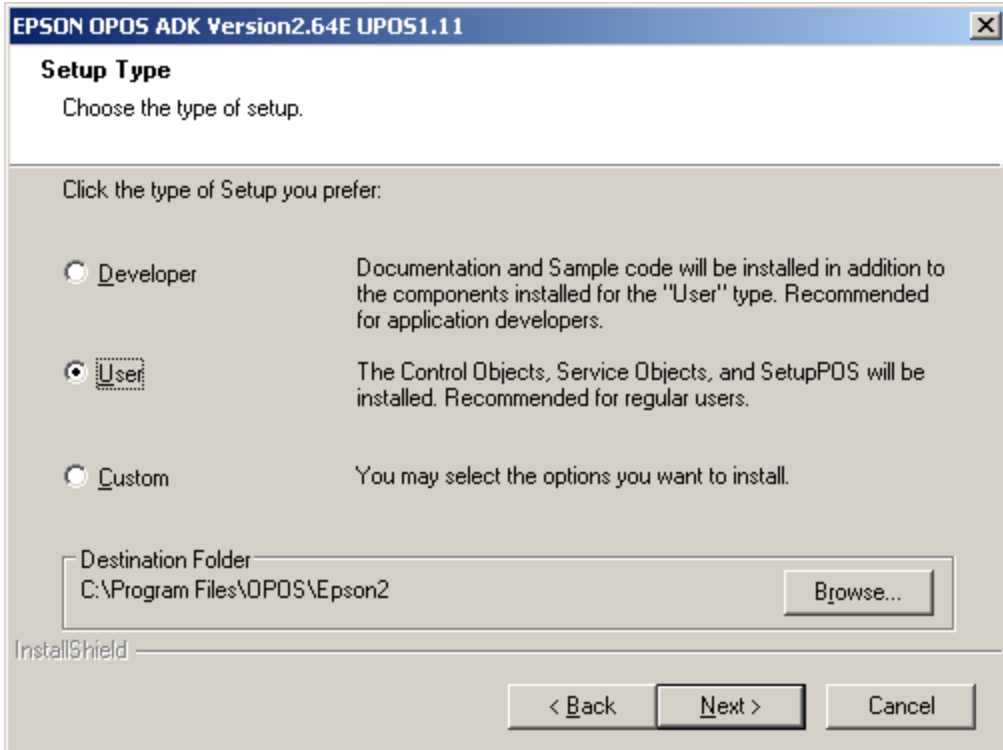 EPSON OPOS ADK Version2.64E UPOS1.11
Setup Type
Choose the type of setup.
Click the type of Setup you prefer:
Developer
Documentation and Sample code will be installed in addition to
the components installed for the "User" type. Recommended
for application developers.
User
The Control Objects, Service Objects, and SetupPOS will be
installed. Recommended for regular users.
Custom
You may select the options you want to install.
Destination Folder
C:\Program Files\OPOS\Epson2
Browse...
InstallShield
< Back
Next >
Cancel